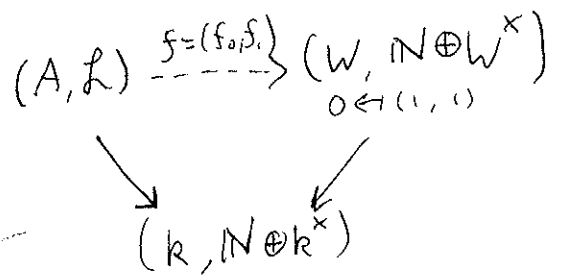 (A, ℒ) f=(f₀,f₁) (W, ℕ⊕W^×)
0↤(1, 1)
(k, ℕ⊕k^×)